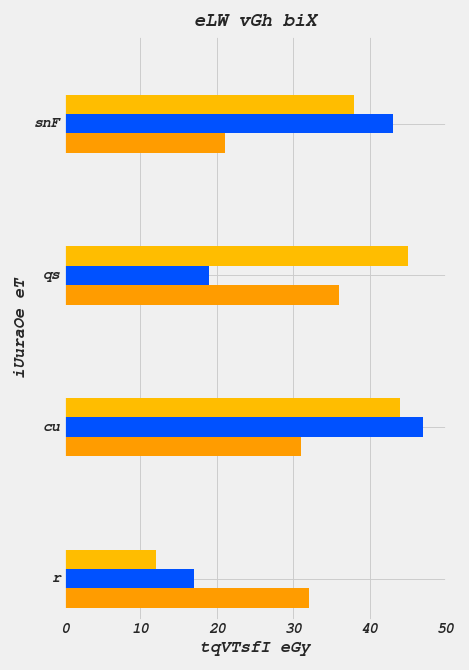 eLW vGh biX
snF
qs
cu
r
iUuraOe eT
0 10 20 30 40 50
tqVTsfI eGy